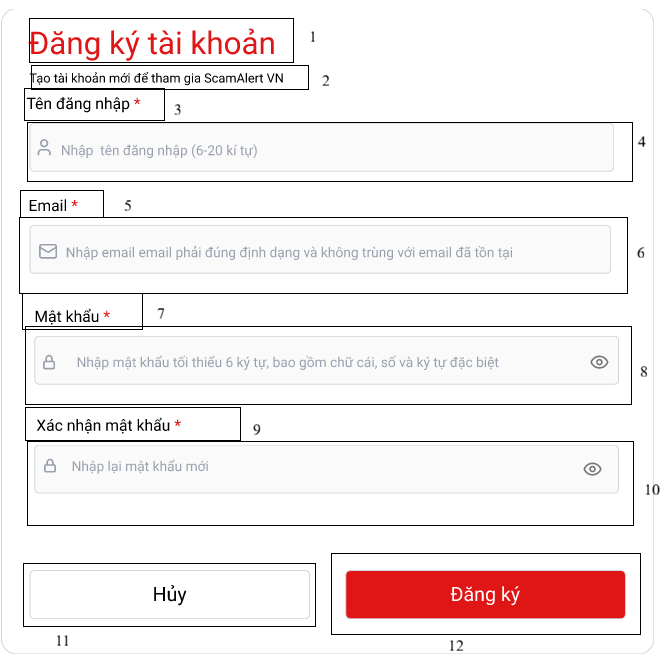 Đăng ký tài khoản 1
Tạo tài khoản mới để tham gia ScamAlert VN 2
Tên đăng nhập * 3
Nhập tên đăng nhập (6-20 kí tự) 4
Email * 5
Nhập email email phải đúng định dạng và không trùng với email đã tồn tại 6
Mật khẩu * 7
Nhập mật khẩu tối thiểu 6 ký tự, bao gồm chữ cái, số và ký tự đặc biệt 8
Xác nhận mật khẩu * 9
Nhập lại mật khẩu mới 10
Hủy Đăng ký
11 12